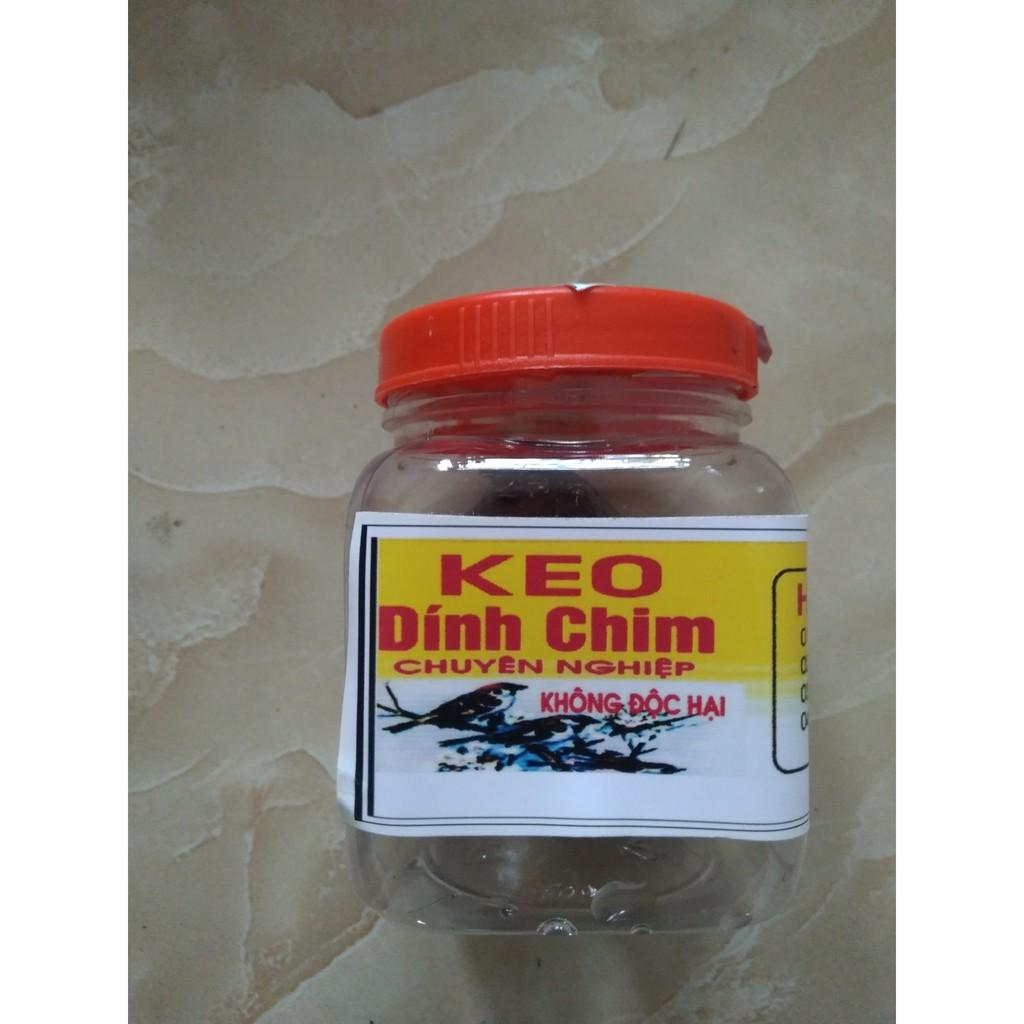 KEO
Dính Chim
CHUYÊN NGHIỆP
KHÔNG ĐỘC HẠI